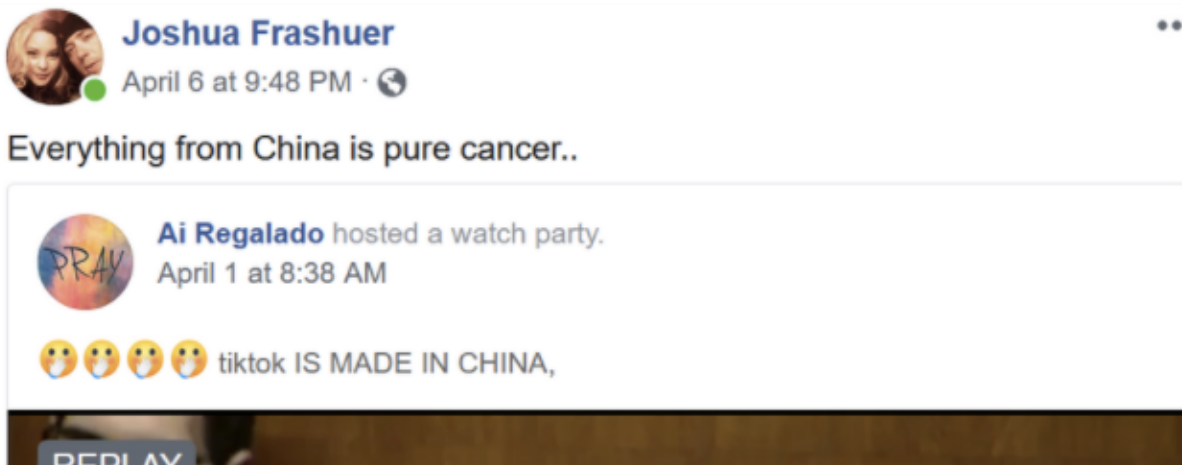 Joshua Frashuer
April 6 at 9:48 PM ·
Everything from China is pure cancer..
PRAY
Ai Regalado hosted a watch party.
April 1 at 8:38 AM
tiktok IS MADE IN CHINA,
REPLAY